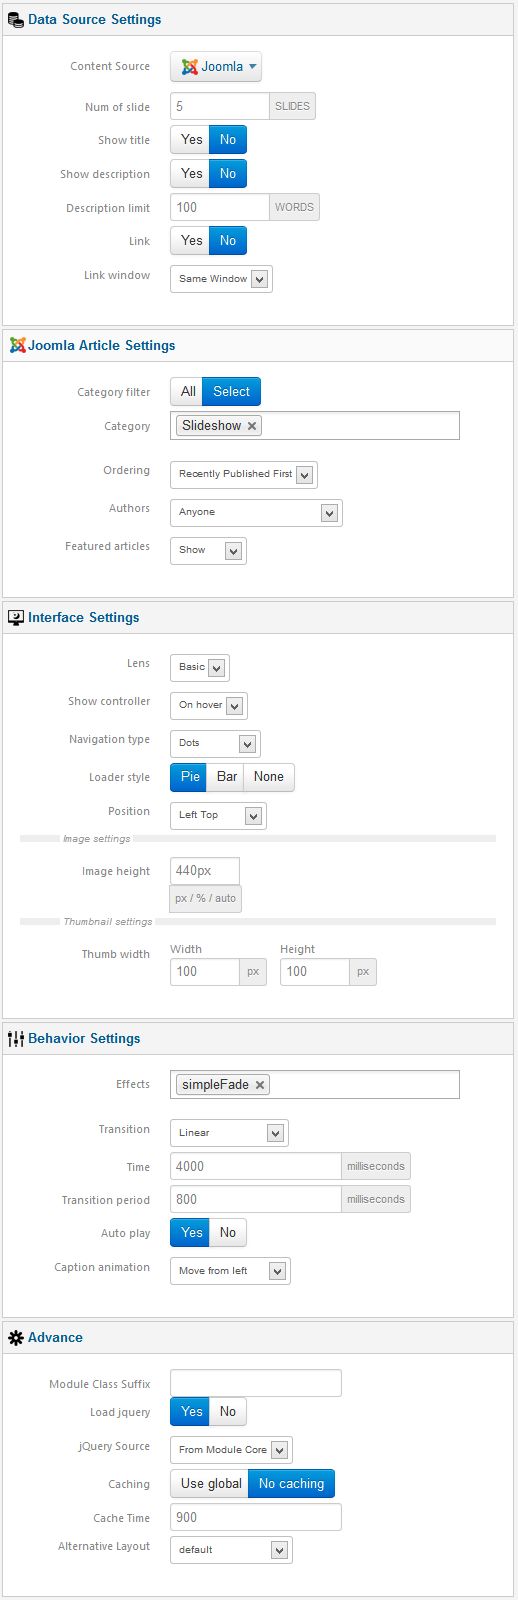 Data Source Settings
Content Source Joomla
Num of slide 5 SLIDES
Show title Yes No
Show description Yes No
Description limit 100 WORDS
Link Yes No
Link window Same Window
Joomla Article Settings
Category filter All Select
Category Slideshow
Ordering Recently Published First
Authors Anyone
Featured articles Show
Interface Settings
Lens Basic
Show controller On hover
Navigation type Dots
Loader style Pie Bar None
Position Left Top
Image settings
Image height 440px
px / % / auto
Thumbnail settings
Width Height
Thumb width 100 px 100 px
Behavior Settings
Effects simpleFade
Transition Linear
Time 4000 milliseconds
Transition period 800 milliseconds
Auto play Yes No
Caption animation Move from left
Advance
Module Class Suffix
Load jquery Yes No
jQuery Source From Module Core
Caching Use global No caching
Cache Time 900
Alternative Layout default